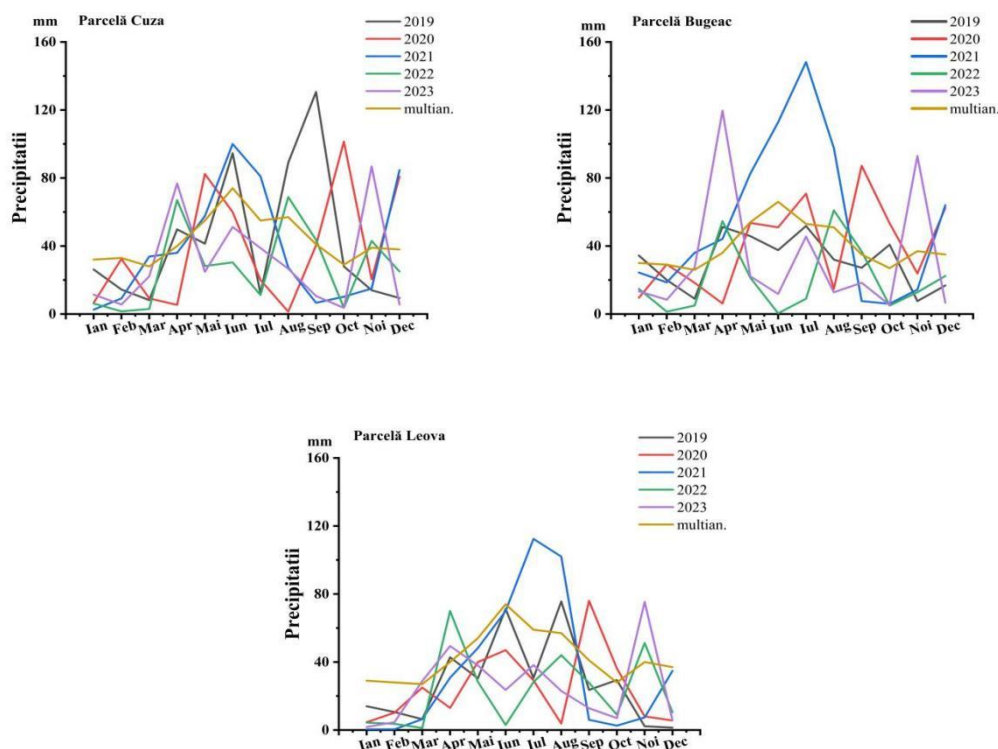 mm Parcelă Cuza
160
120
80
40
0
Precipitatii
2019
2020
2021
2022
2023
multian.
Ian Feb Mar Apr Mai Iun Iul Aug Sep Oct Noi Dec
mm Parcelă Bugeac
160
120
80
40
0
Precipitatii
2019
2020
2021
2022
2023
multian.
Ian Feb Mar Apr Mai Iun Iul Aug Sep Oct Noi Dec
mm Parcelă Leova
160
120
80
40
0
Precipitatii
2019
2020
2021
2022
2023
multian.
Ian Feb Mar Apr Mai Iun Iul Aug Sep Oct Noi Dec